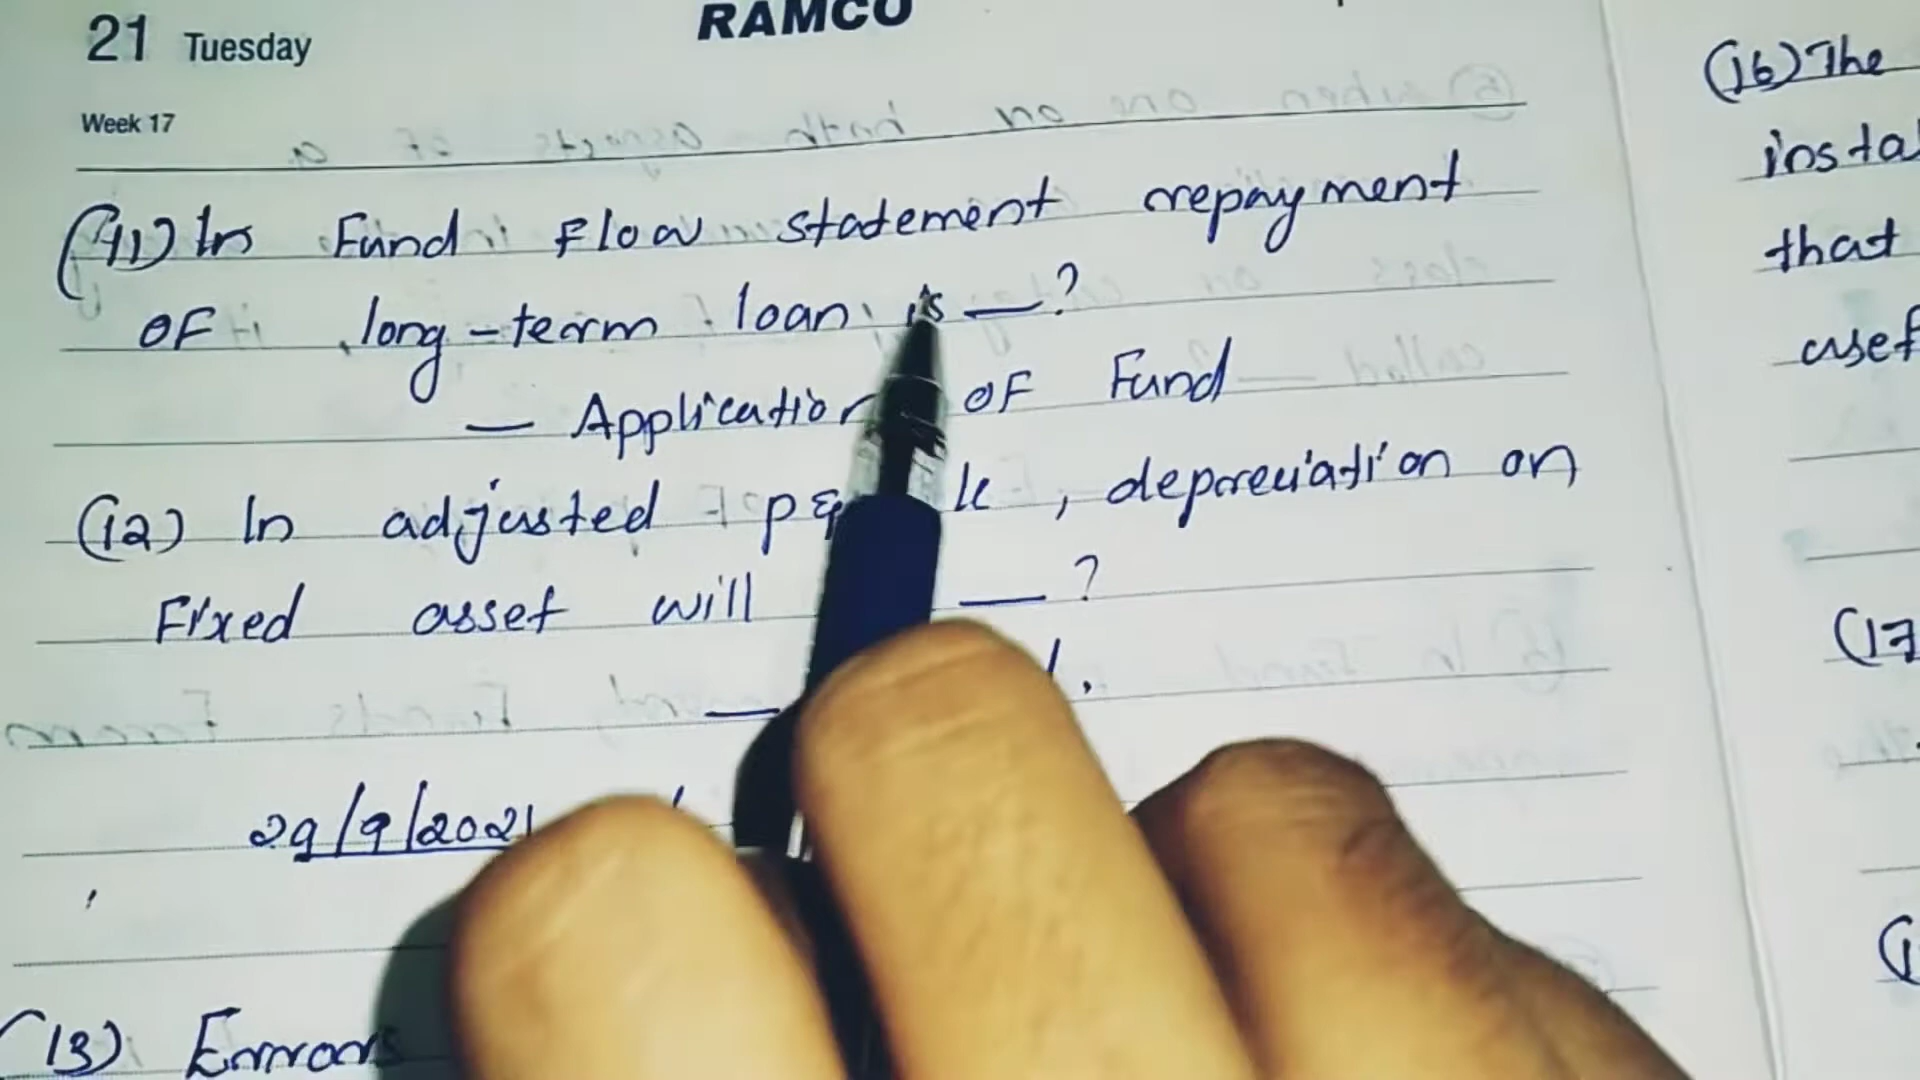 21 Tuesday
RAMCO
Week 17
(11) In Fund Flow statement repayment
OF long-term loan is — ?
— Application OF Fund
(12) In adjusted P&L A/c, depreciation on
Fixed asset will — ?
—
29/9/2021
(13) Errors
(16) The
insta
that
(17